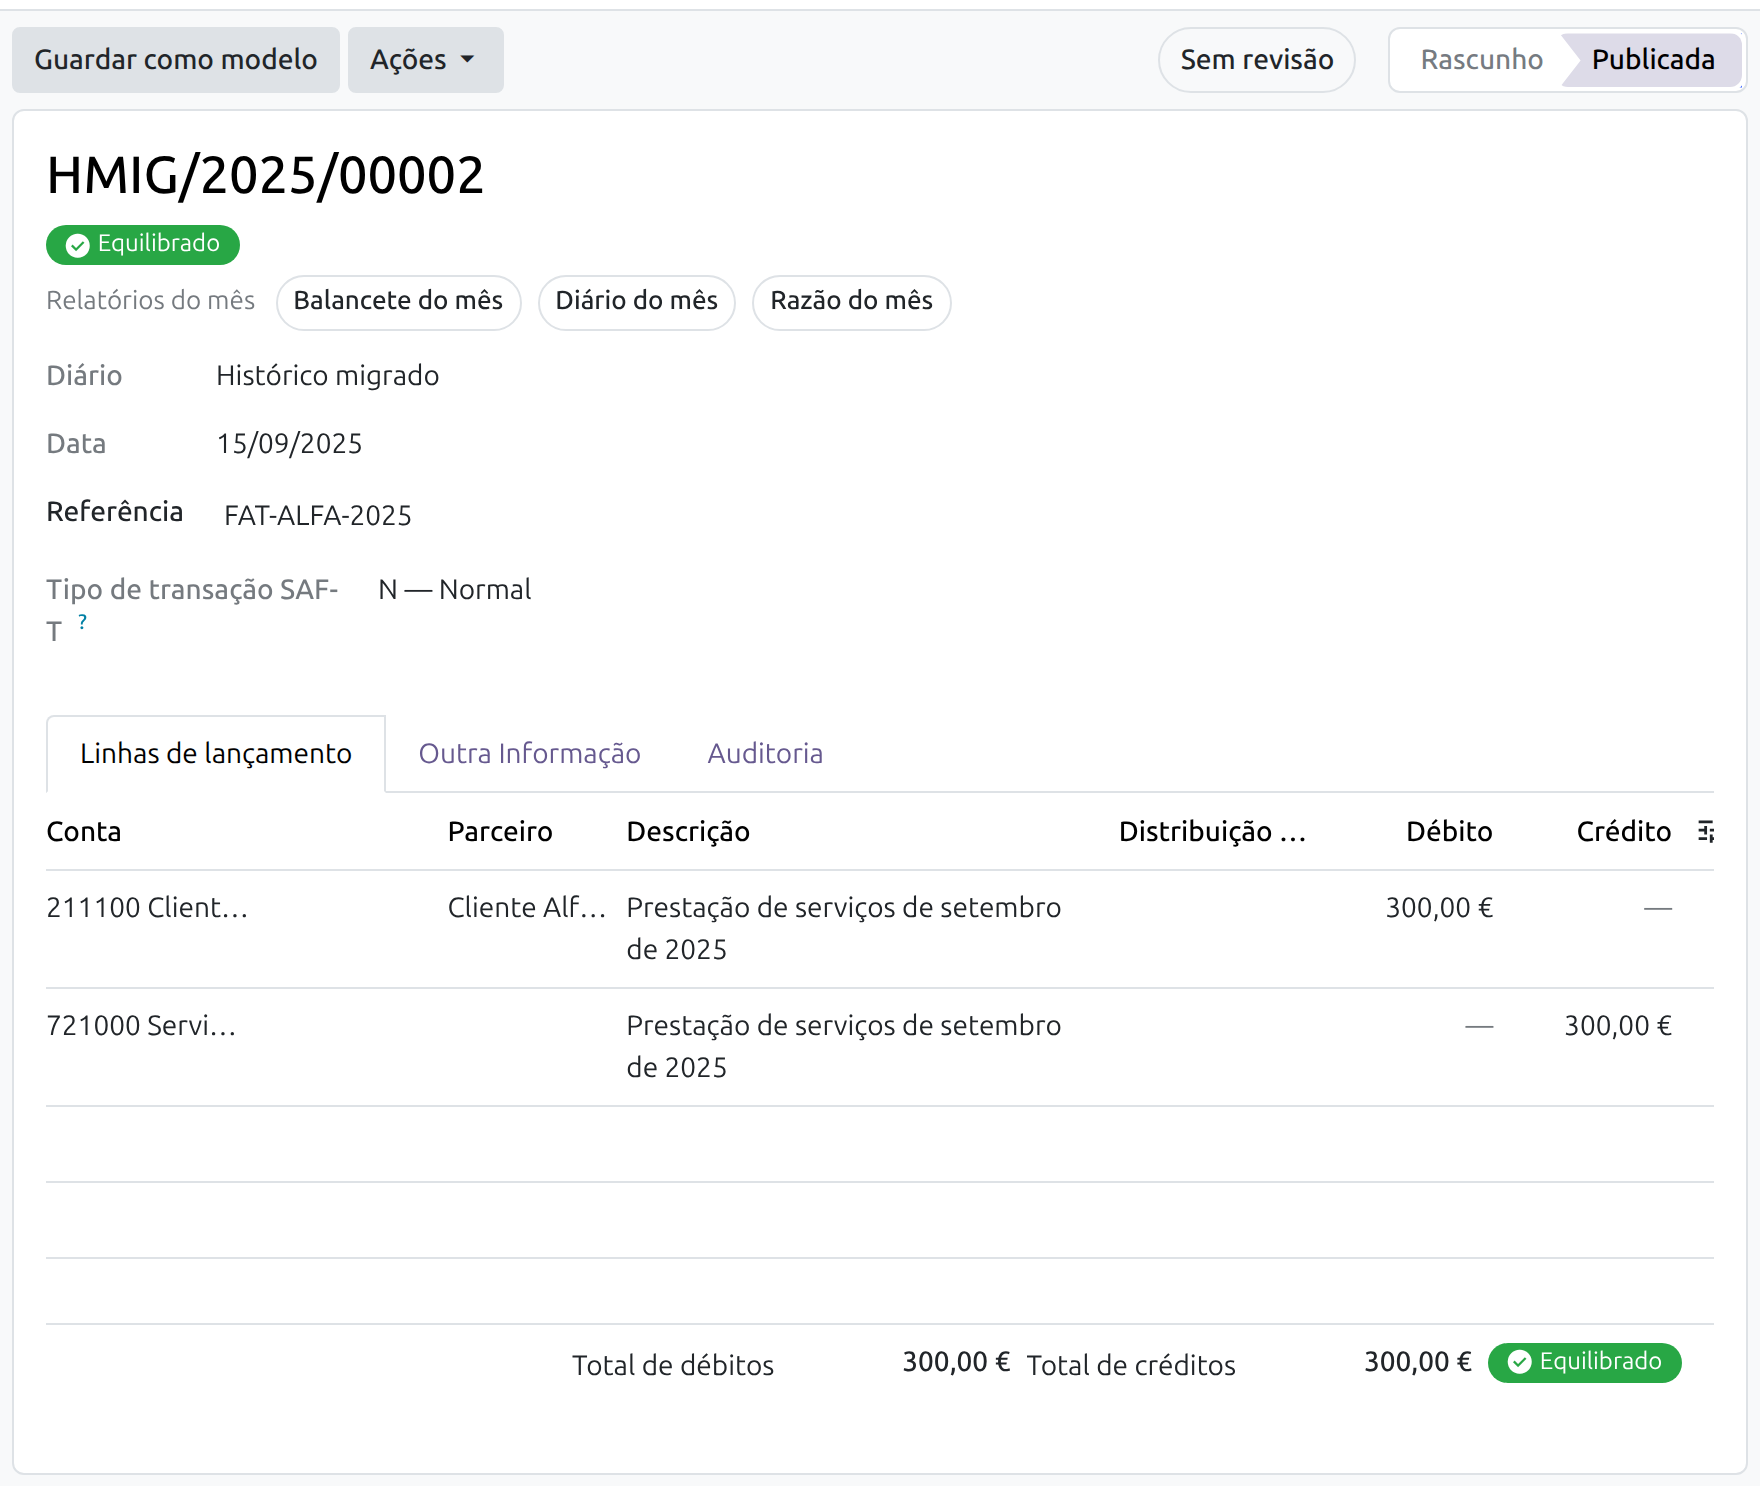 Guardar como modelo
Ações
Sem revisão
Rascunho
Publicada
HMIG/2025/00002
Equilibrado
Relatórios do mês
Balancete do mês
Diário do mês
Razão do mês
Diário
Histórico migrado
Data
15/09/2025
Referência
FAT-ALFA-2025
Tipo de transação SAF-
T ?
N — Normal
Linhas de lançamento
Outra Informação
Auditoria
Conta
Parceiro
Descrição
Distribuição ...
Débito
Crédito
211100 Client...
Cliente Alf...
Prestação de serviços de setembro
de 2025
300,00 €
—
721000 Servi...
Prestação de serviços de setembro
de 2025
—
300,00 €
Total de débitos
300,00 €
Total de créditos
300,00 €
Equilibrado